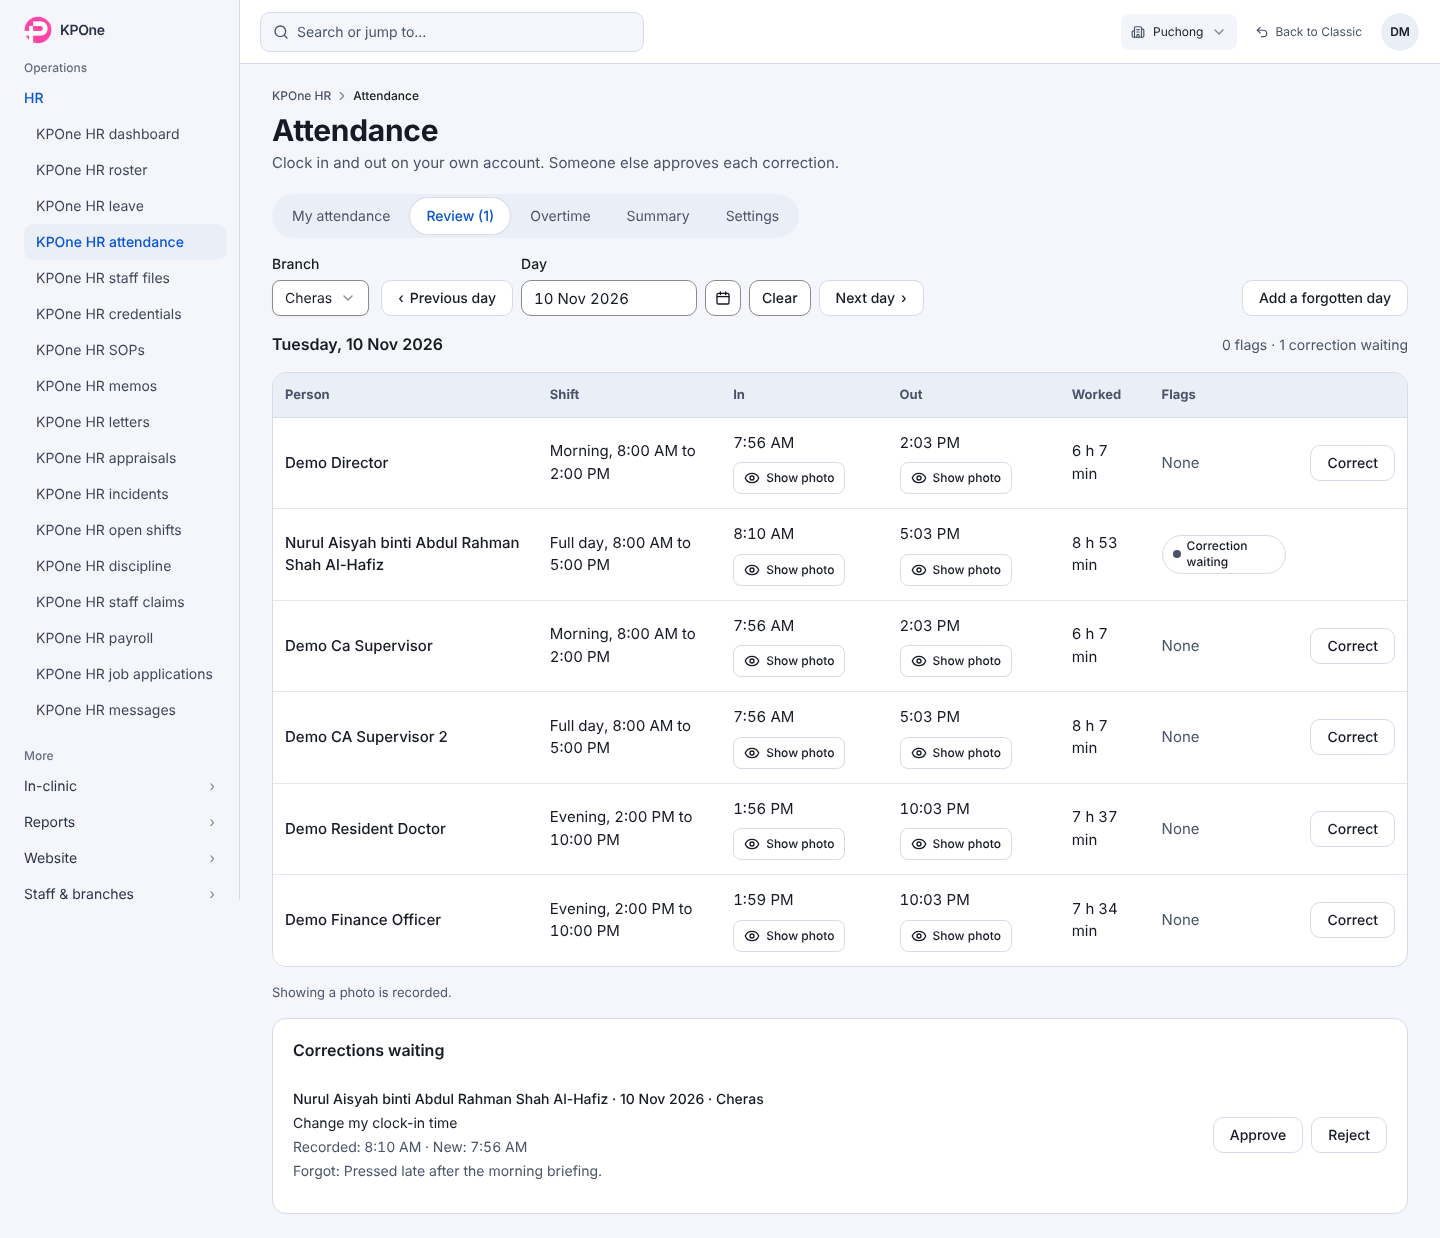 KPOne
Search or jump to...
Puchong
Back to Classic
DM
Operations
HR
KPOne HR dashboard
KPOne HR roster
KPOne HR leave
KPOne HR attendance
KPOne HR staff files
KPOne HR credentials
KPOne HR SOPs
KPOne HR memos
KPOne HR letters
KPOne HR appraisals
KPOne HR incidents
KPOne HR open shifts
KPOne HR discipline
KPOne HR staff claims
KPOne HR payroll
KPOne HR job applications
KPOne HR messages
More
In-clinic ›
Reports ›
Website ›
Staff & branches ›
KPOne HR › Attendance
Attendance
Clock in and out on your own account. Someone else approves each correction.
My attendance Review (1) Overtime Summary Settings
Branch Day
Cheras ‹ Previous day 10 Nov 2026 Clear Next day › Add a forgotten day
Tuesday, 10 Nov 2026 0 flags · 1 correction waiting
Person Shift In Out Worked Flags
Demo Director
Morning, 8:00 AM to
2:00 PM
7:56 AM
Show photo
2:03 PM
Show photo
6 h 7
min
None
Correct
Nurul Aisyah binti Abdul Rahman
Shah Al-Hafiz
Full day, 8:00 AM to
5:00 PM
8:10 AM
Show photo
5:03 PM
Show photo
8 h 53
min
Correction
waiting
Demo Ca Supervisor
Morning, 8:00 AM to
2:00 PM
7:56 AM
Show photo
2:03 PM
Show photo
6 h 7
min
None
Correct
Demo CA Supervisor 2
Full day, 8:00 AM to
5:00 PM
7:56 AM
Show photo
5:03 PM
Show photo
8 h 7
min
None
Correct
Demo Resident Doctor
Evening, 2:00 PM to
10:00 PM
1:56 PM
Show photo
10:03 PM
Show photo
7 h 37
min
None
Correct
Demo Finance Officer
Evening, 2:00 PM to
10:00 PM
1:59 PM
Show photo
10:03 PM
Show photo
7 h 34
min
None
Correct
Showing a photo is recorded.
Corrections waiting
Nurul Aisyah binti Abdul Rahman Shah Al-Hafiz · 10 Nov 2026 · Cheras
Change my clock-in time
Recorded: 8:10 AM · New: 7:56 AM
Forgot: Pressed late after the morning briefing.
Approve Reject